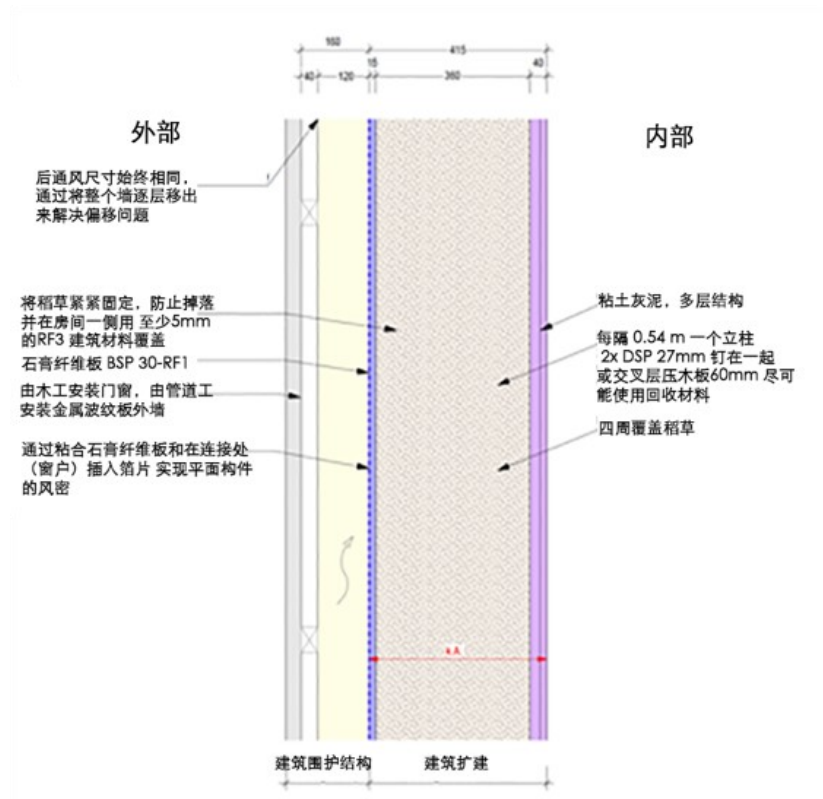 160
415
15
40
40
120
360
外部
内部
后通风尺寸始终相同，
通过将整个墙逐层移出
来解决偏移问题
将稻草紧紧固定，防止掉落
并在房间一侧用 至少5mm
的RF3 建筑材料覆盖
石膏纤维板 BSP 30-RF1
由木工安装门窗，由管道工
安装金属波纹板外墙
通过粘合石膏纤维板和在连接处
（窗户）插入箔片 实现平面构件
的风密
粘土灰泥，多层结构
每隔 0.54 m 一个立柱
2x DSP 27mm 钉在一起
或交叉层压木板60mm 尽可
能使用回收材料
四周覆盖稻草
建筑围护结构
建筑扩建